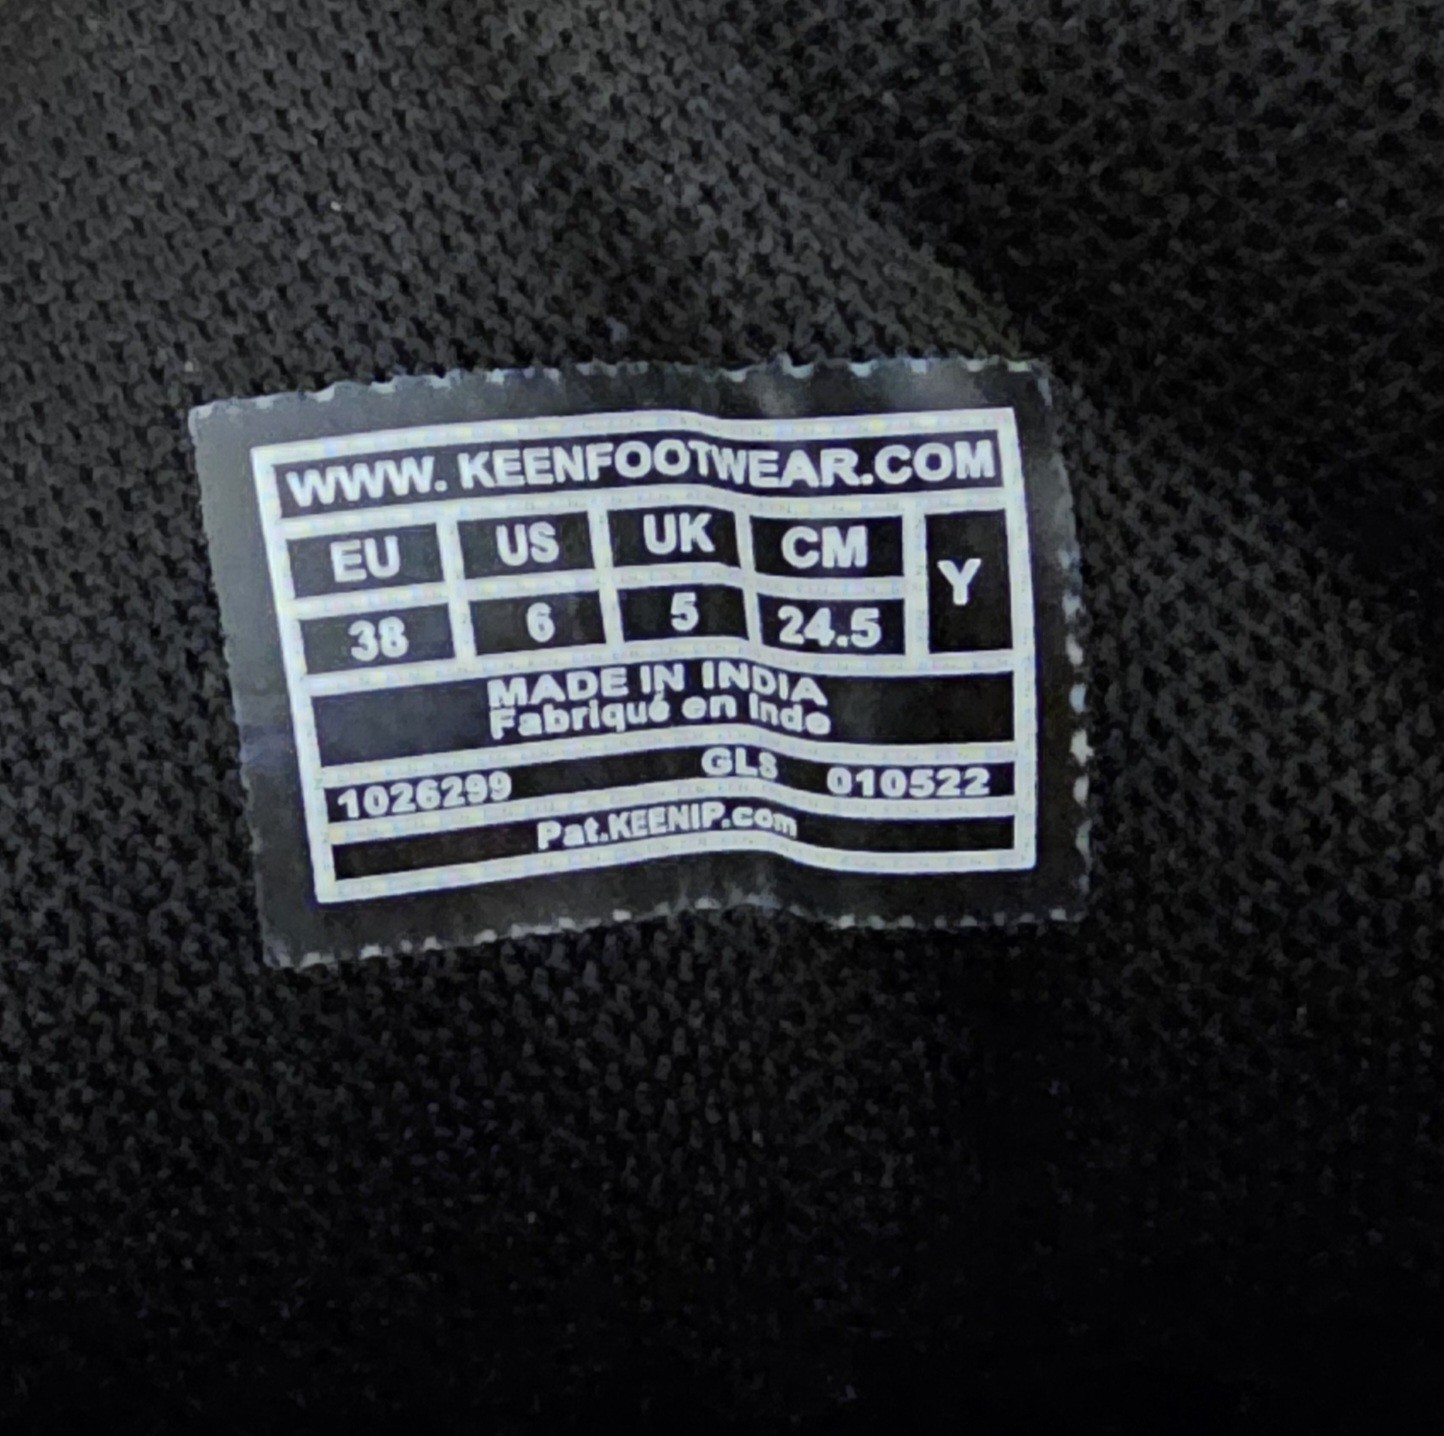 WWW. KEENFOOTWEAR.COM
EU US UK CM Y
38 6 5 24.5
MADE IN INDIA
Fabriqué en Inde
1026299 GLS 010522
Pat.KEENIP.com